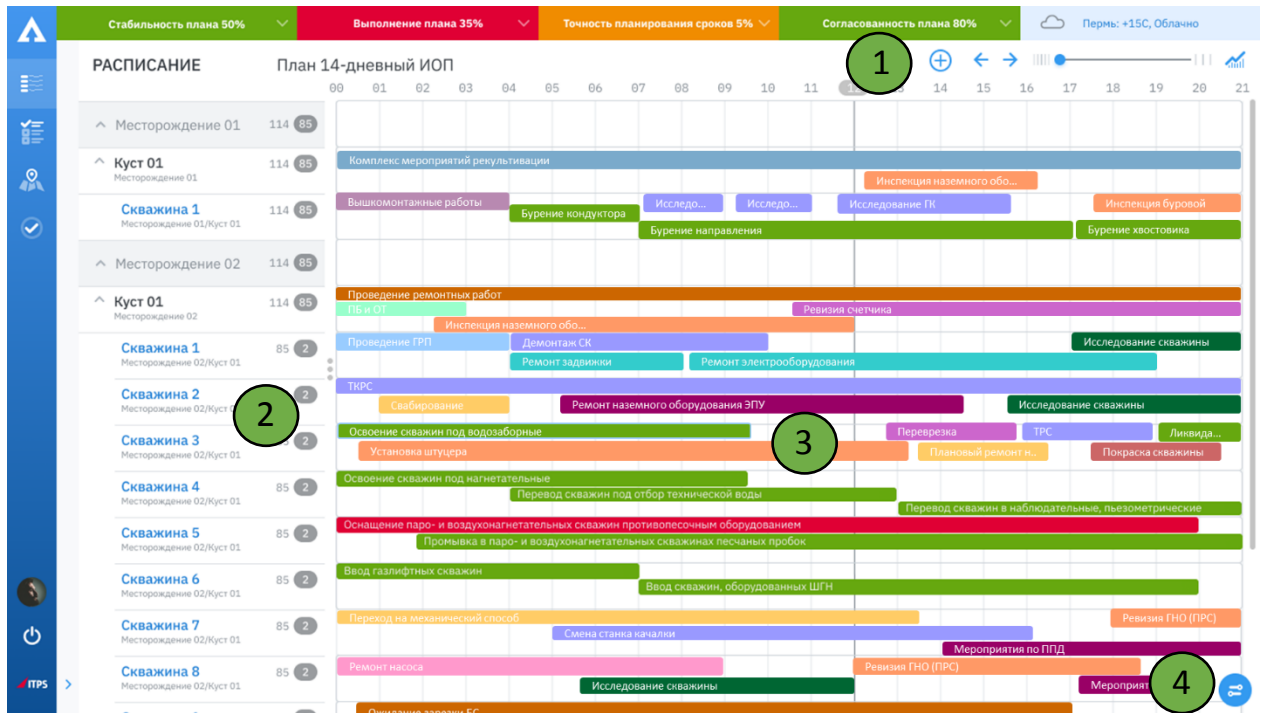 Стабильность плана 50%
Выполнение плана 35%
Точность планирования сроков 5%
Согласованность плана 80%
Пермь: +15С, Облачно
РАСПИСАНИЕ
План 14-дневный ИОП
1
00 01 02 03 04 05 06 07 08 09 10 11 14 15 16 17 18 19 20 21
Месторождение 01 114 85
Куст 01 114 85
Месторождение 01
Комплекс мероприятий рекультивации
Инспекция наземного обо...
Скважина 1 114 85
Месторождение 01/Куст 01
Вышкомонтажные работы
Исследо...
Исследо...
Исследование ГК
Инспекция буровой
Бурение кондуктора
Бурение направления
Бурение хвостовика
Месторождение 02 114 85
Куст 01 114 85
Месторождение 02
Проведение ремонтных работ
ПБ и ОТ
Ревизия счетчика
Инспекция наземного обо...
Скважина 1 85 2
Месторождение 02/Куст 01
Проведение ГРП
Демонтаж СК
Исследование скважины
Ремонт задвижки
Ремонт электрооборудования
Скважина 2 2
Месторождение 02/Куст
2
ТКРС
Свабирование
Ремонт наземного оборудования ЭПУ
Исследование скважины
Скважина 3 2
Месторождение 02/Куст 01
Освоение скважин под водозаборные
3
Переврезка
ТРС
Ликвида...
Установка штуцера
Плановый ремонт н...
Покраска скважины
Скважина 4 85 2
Месторождение 02/Куст 01
Освоение скважин под нагнетательные
Перевод скважин под отбор технической воды
Перевод скважин в наблюдательные, пьезометрические
Скважина 5 85 2
Месторождение 02/Куст 01
Оснащение паро- и воздухонагнетательных скважин противопесочным оборудованием
Промывка в паро- и воздухонагнетательных скважинах песчаных пробок
Скважина 6 85 2
Месторождение 02/Куст 01
Ввод газлифтных скважин
Ввод скважин, оборудованных ШГН
Скважина 7 85 2
Месторождение 02/Куст 01
Переход на механический способ
Ревизия ГНО (ПРС)
Смена станка качалки
Мероприятия по ППД
Скважина 8 85 2
Месторождение 02/Куст 01
Ремонт насоса
Ревизия ГНО (ПРС)
Исследование скважины
Мероприят
4
ITPS